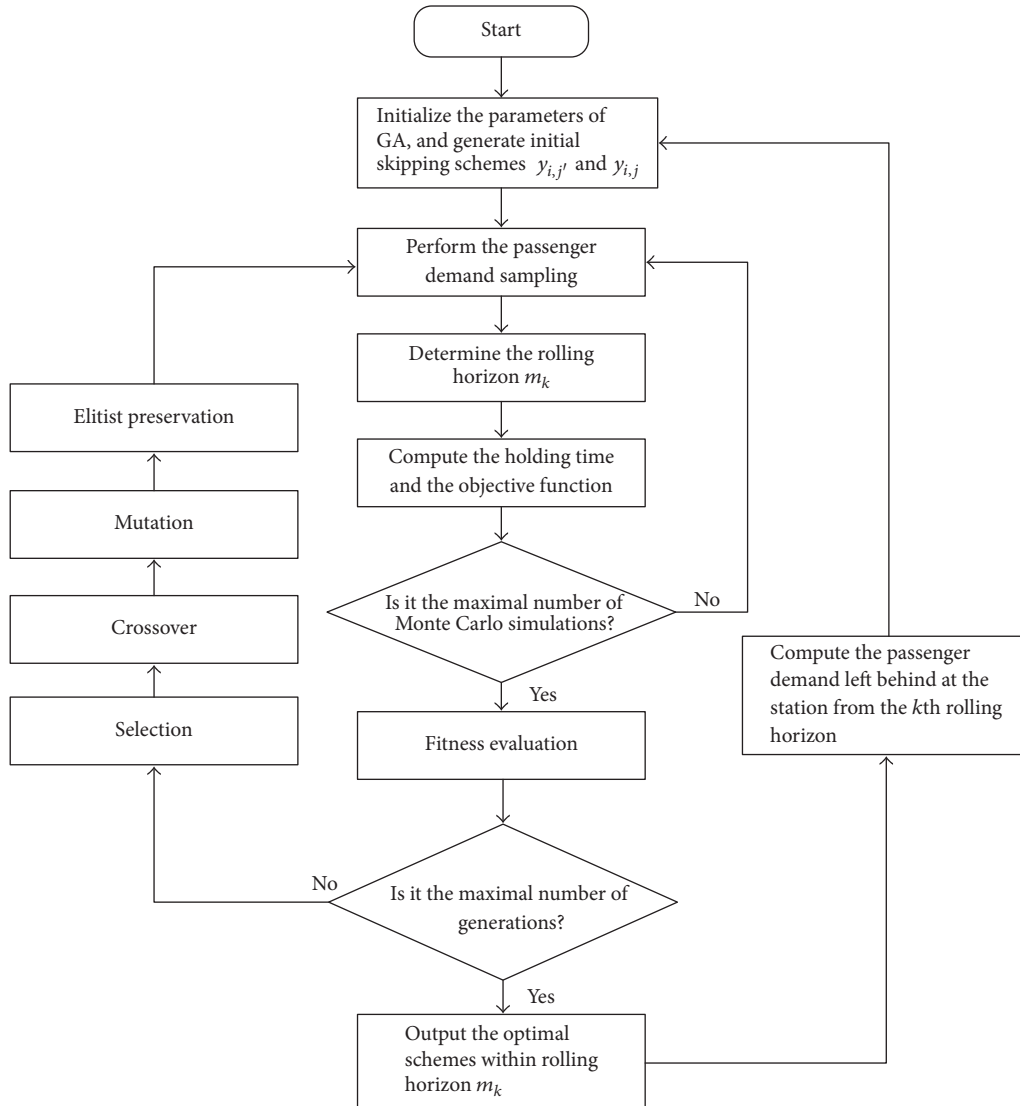 Start
Initialize the parameters of
GA, and generate initial
skipping schemes y_{i,j'} and y_{i,j}
Perform the passenger
demand sampling
Determine the rolling
horizon m_k
Compute the holding time
and the objective function
Is it the maximal number of
Monte Carlo simulations?
No
Yes
Fitness evaluation
Is it the maximal number of
generations?
No
Yes
Output the optimal
schemes within rolling
horizon m_k
Elitist preservation
Mutation
Crossover
Selection
Compute the passenger
demand left behind at the
station from the kth rolling
horizon